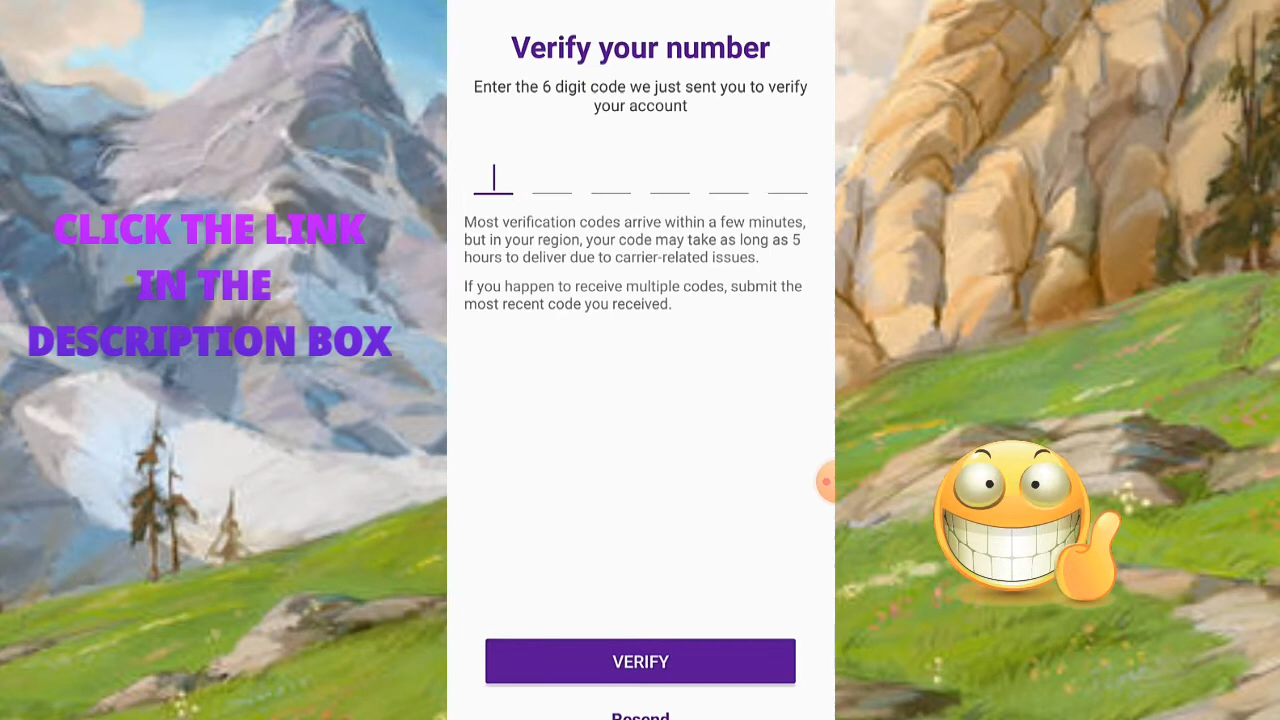 CLICK THE LINK
IN THE
DESCRIPTION BOX
Verify your number
Enter the 6 digit code we just sent you to verify
your account
Most verification codes arrive within a few minutes,
but in your region, your code may take as long as 5
hours to deliver due to carrier-related issues.
If you happen to receive multiple codes, submit the
most recent code you received.
VERIFY
Resend